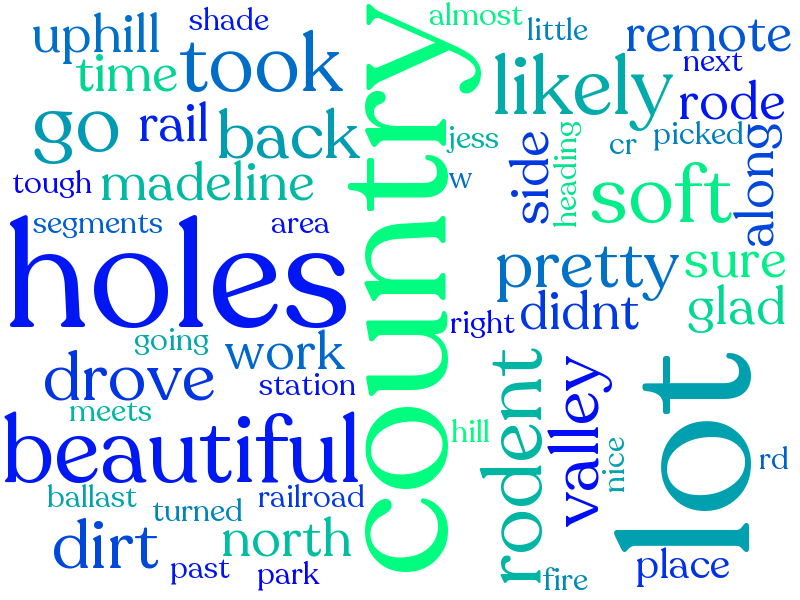 almost
shade
little
uphill
remote
took
time
next
likely
rode
go
rail
back
jess
cr
picked
heading
side
along
tough
madeline
w
soft
segments
area
holes
country
pretty
sure
glad
right
didnt
going
work
drove
station
meets
beautiful
hill
rodent
valley
nice
lot
rd
ballast
railroad
turned
dirt
north
past
park
fire
place